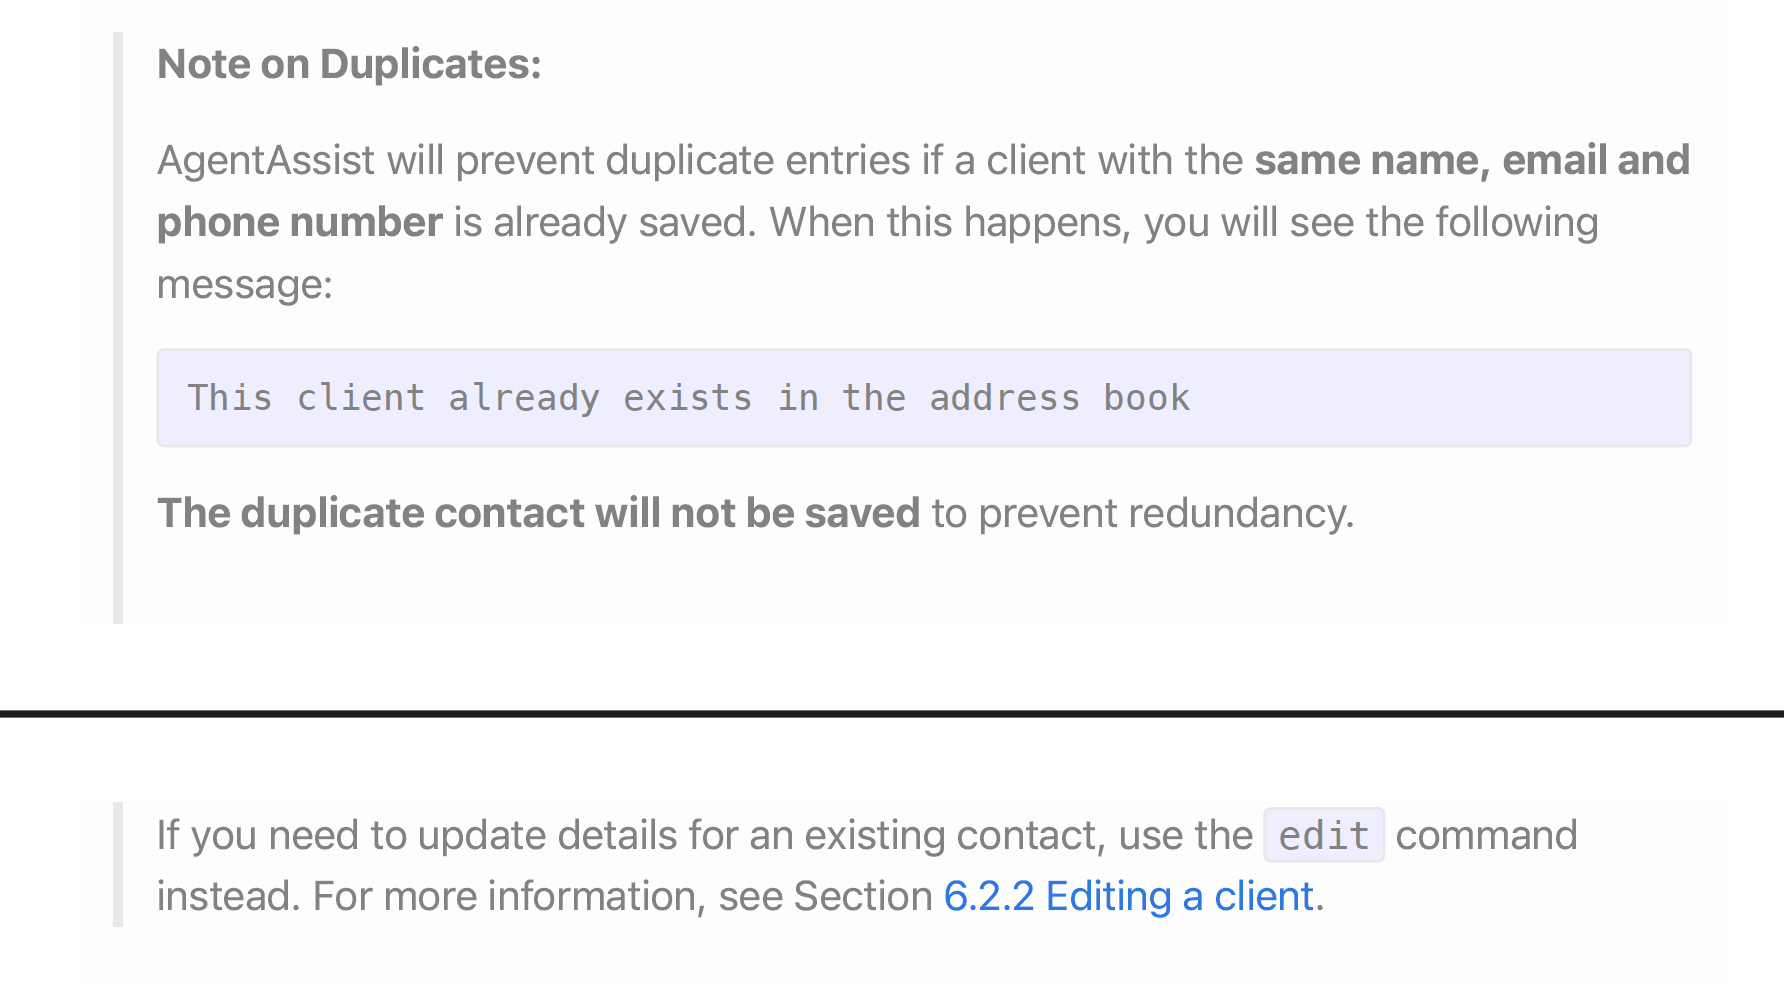 Note on Duplicates:
AgentAssist will prevent duplicate entries if a client with the same name, email and
phone number is already saved. When this happens, you will see the following
message:
This client already exists in the address book
The duplicate contact will not be saved to prevent redundancy.
If you need to update details for an existing contact, use the edit command
instead. For more information, see Section 6.2.2 Editing a client.